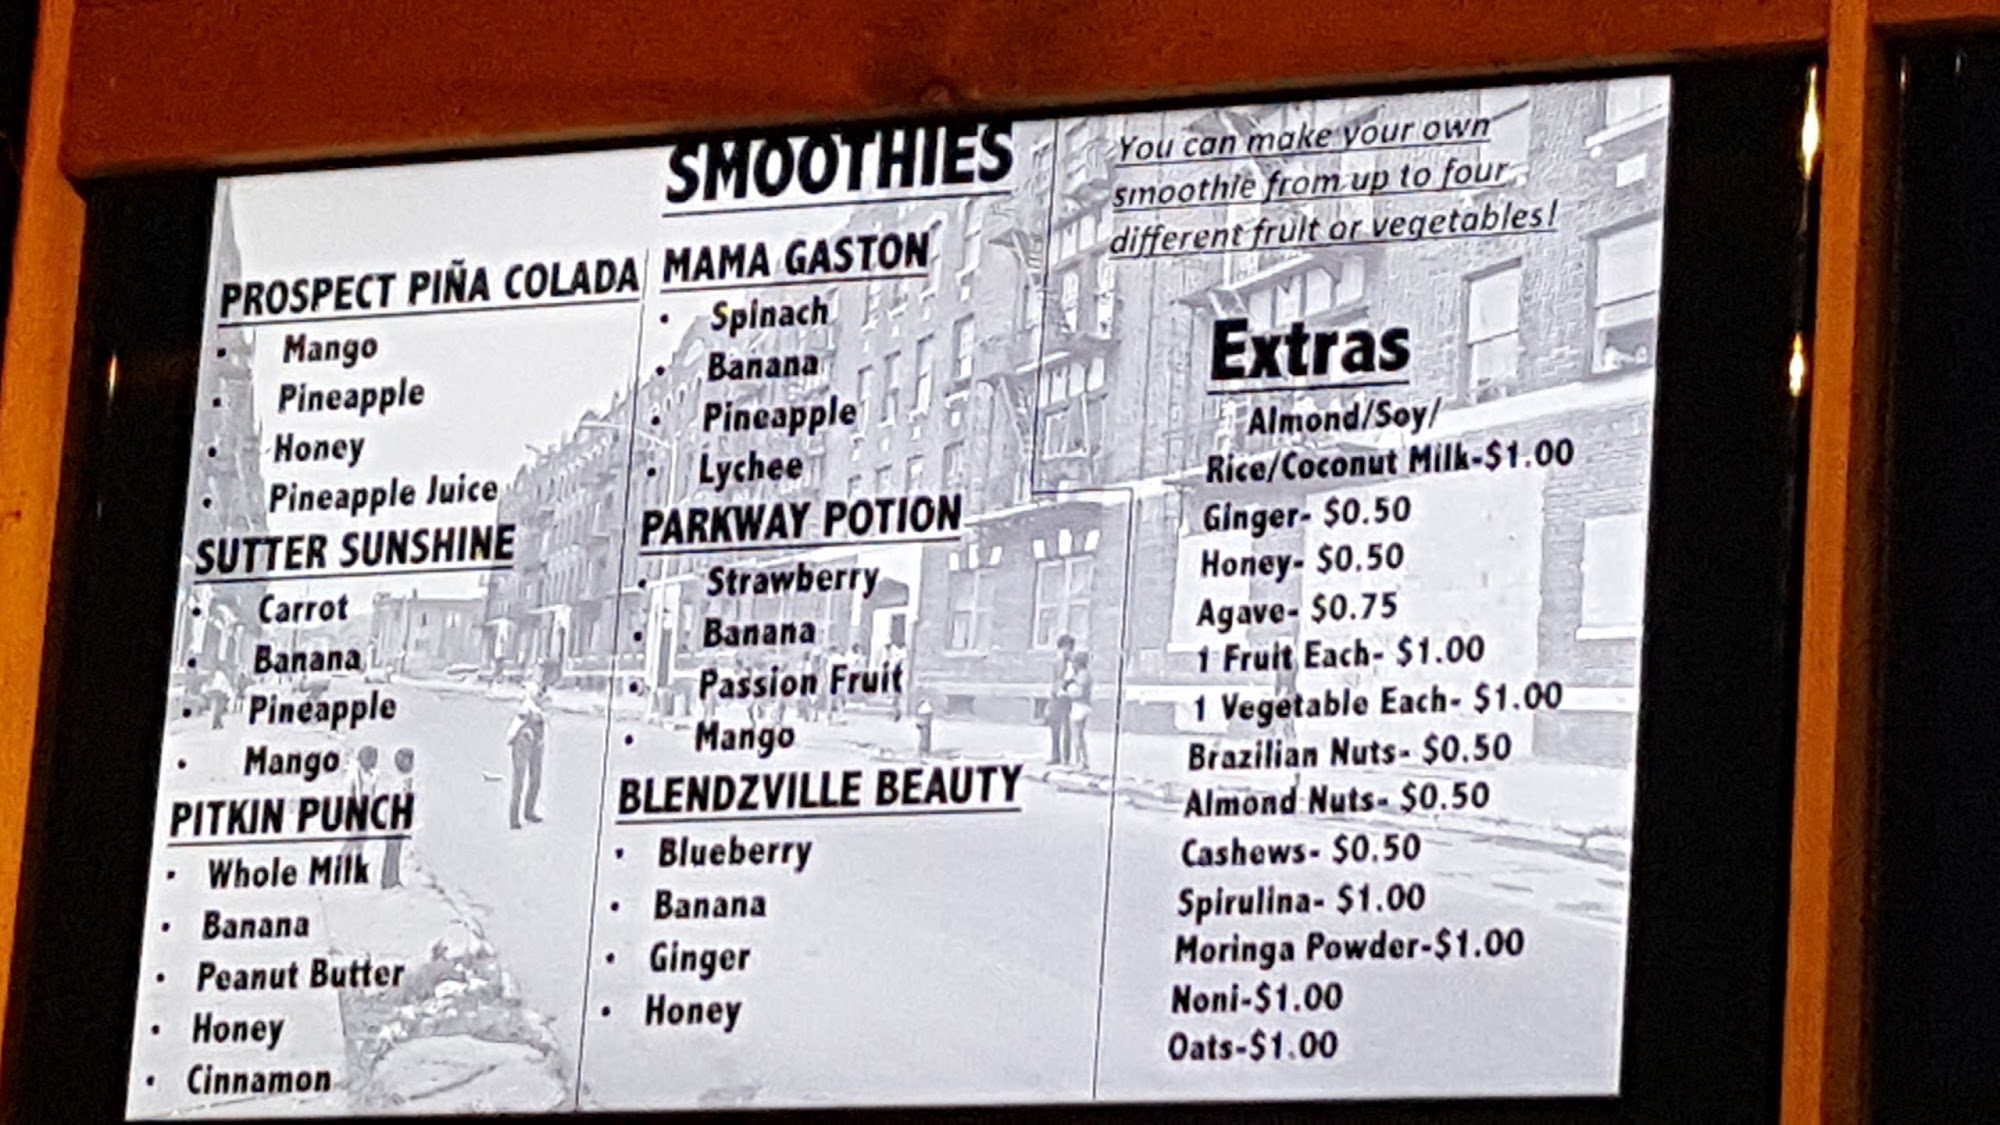 SMOOTHIES
PROSPECT PIÑA COLADA
• Mango
• Pineapple
• Honey
• Pineapple Juice
SUTTER SUNSHINE
• Carrot
• Banana
• Pineapple
• Mango
PITKIN PUNCH
• Whole Milk
• Banana
• Peanut Butter
• Honey
• Cinnamon
MAMA GASTON
• Spinach
• Banana
• Pineapple
• Lychee
PARKWAY POTION
• Strawberry
• Banana
• Passion Fruit
• Mango
BLENDZVILLE BEAUTY
• Blueberry
• Banana
• Ginger
• Honey
You can make your own
smoothie from up to four
different fruit or vegetables!
Extras
Almond/Soy/
Rice/Coconut Milk-$1.00
Ginger- $0.50
Honey- $0.50
Agave- $0.75
1 Fruit Each- $1.00
1 Vegetable Each- $1.00
Brazilian Nuts- $0.50
Almond Nuts- $0.50
Cashews- $0.50
Spirulina- $1.00
Moringa Powder-$1.00
Noni-$1.00
Oats-$1.00